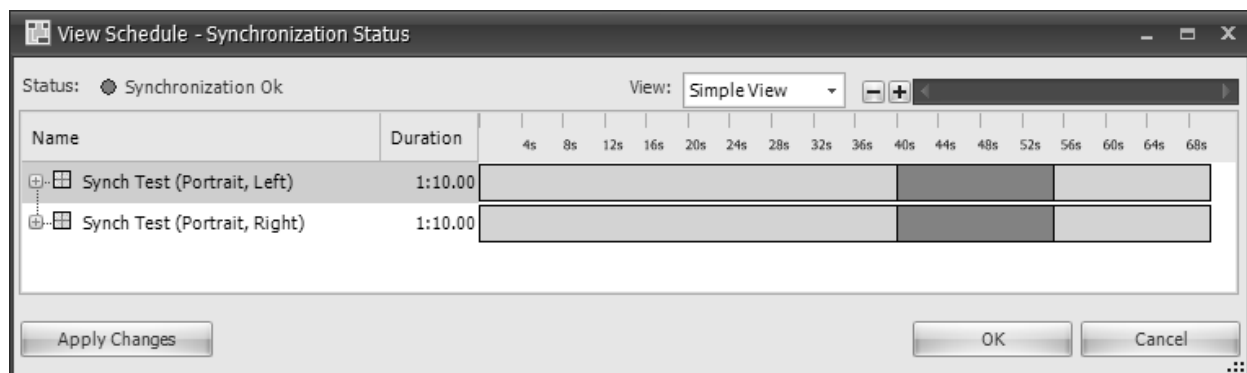 View Schedule - Synchronization Status
Status: Synchronization Ok View: Simple View
Name Duration 4s 8s 12s 16s 20s 24s 28s 32s 36s 40s 44s 48s 52s 56s 60s 64s 68s
Synch Test (Portrait, Left) 1:10.00
Synch Test (Portrait, Right) 1:10.00
Apply Changes OK Cancel